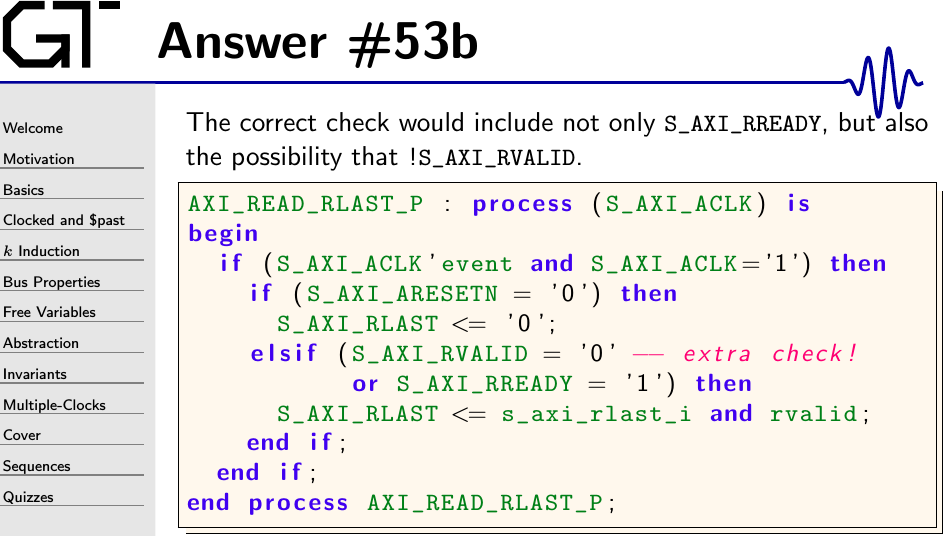 GT
Answer #53b
Welcome
Motivation
Basics
Clocked and $past
k Induction
Bus Properties
Free Variables
Abstraction
Invariants
Multiple-Clocks
Cover
Sequences
Quizzes
The correct check would include not only S_AXI_RREADY, but also
the possibility that !S_AXI_RVALID.
AXI_READ_RLAST_P : process (S_AXI_ACLK) is
begin
if (S_AXI_ACLK'event and S_AXI_ACLK='1') then
if (S_AXI_ARESETN = '0') then
S_AXI_RLAST <= '0';
elsif (S_AXI_RVALID = '0' -- extra check!
or S_AXI_RREADY = '1') then
S_AXI_RLAST <= s_axi_rlast_i and rvalid;
end if;
end if;
end process AXI_READ_RLAST_P;